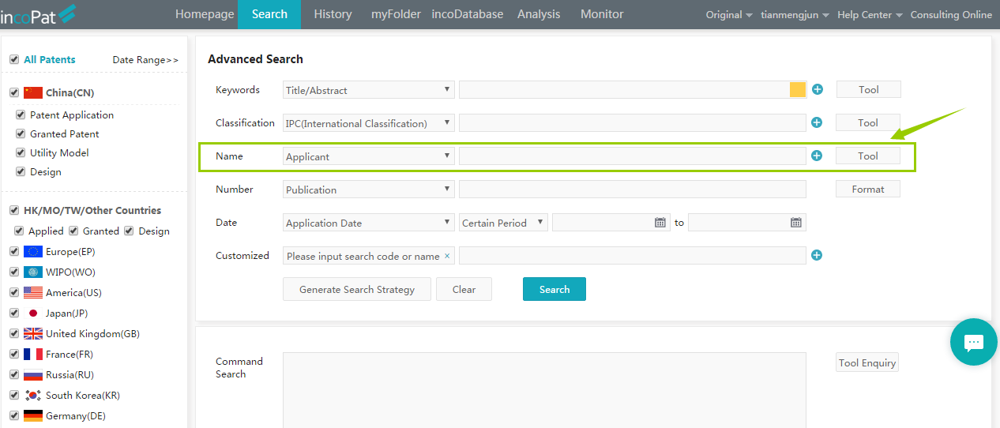 incoPat
Homepage Search History myFolder incoDatabase Analysis Monitor Original tianmengjun Help Center Consulting Online
All Patents Date Range>>
China(CN)
Patent Application
Granted Patent
Utility Model
Design
HK/MO/TW/Other Countries
Applied Granted Design
Europe(EP)
WIPO(WO)
America(US)
Japan(JP)
United Kingdom(GB)
France(FR)
Russia(RU)
South Korea(KR)
Germany(DE)
Advanced Search
Keywords Title/Abstract Tool
Classification IPC(International Classification) Tool
Name Applicant Tool
Number Publication Format
Date Application Date Certain Period to
Customized Please input search code or name ×
Generate Search Strategy Clear Search
Command
Search
Tool Enquiry